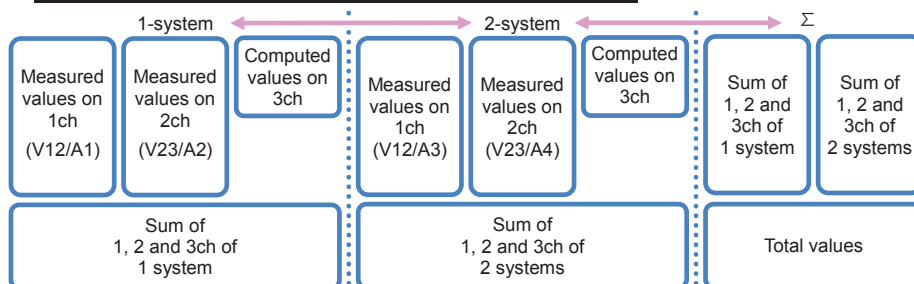 1-system
2-system
Σ
Measured
values on
1ch
(V12/A1)
Measured
values on
2ch
(V23/A2)
Computed
values on
3ch
Measured
values on
1ch
(V12/A3)
Measured
values on
2ch
(V23/A4)
Computed
values on
3ch
Sum of
1, 2 and
3ch of
1 system
Sum of
1, 2 and
3ch of
2 systems
Sum of
1, 2 and 3ch of
1 system
Sum of
1, 2 and 3ch of
2 systems
Total values